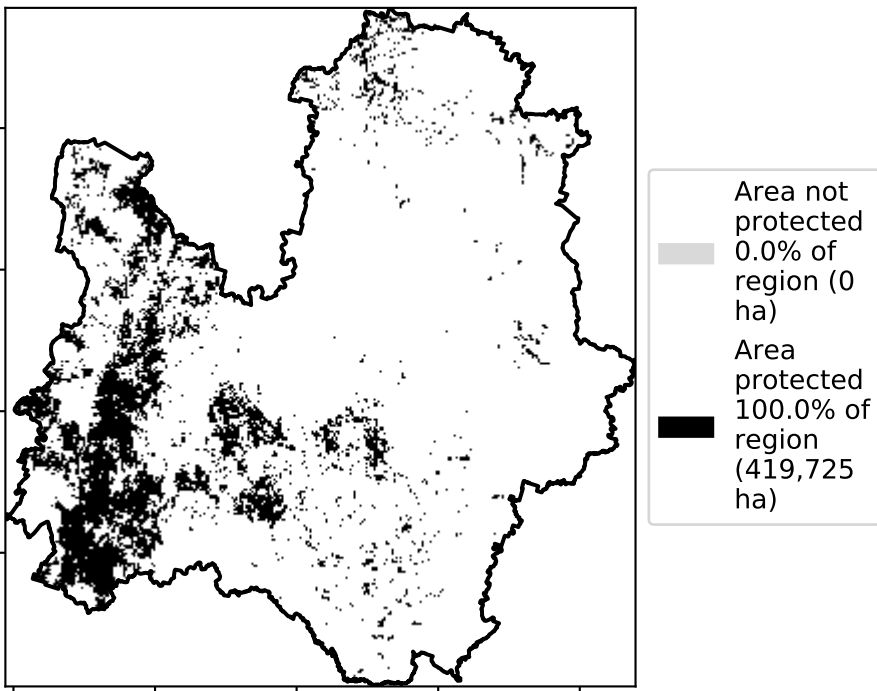 Area not
protected
0.0% of
region (0
ha)
Area
protected
100.0% of
region
(419,725
ha)